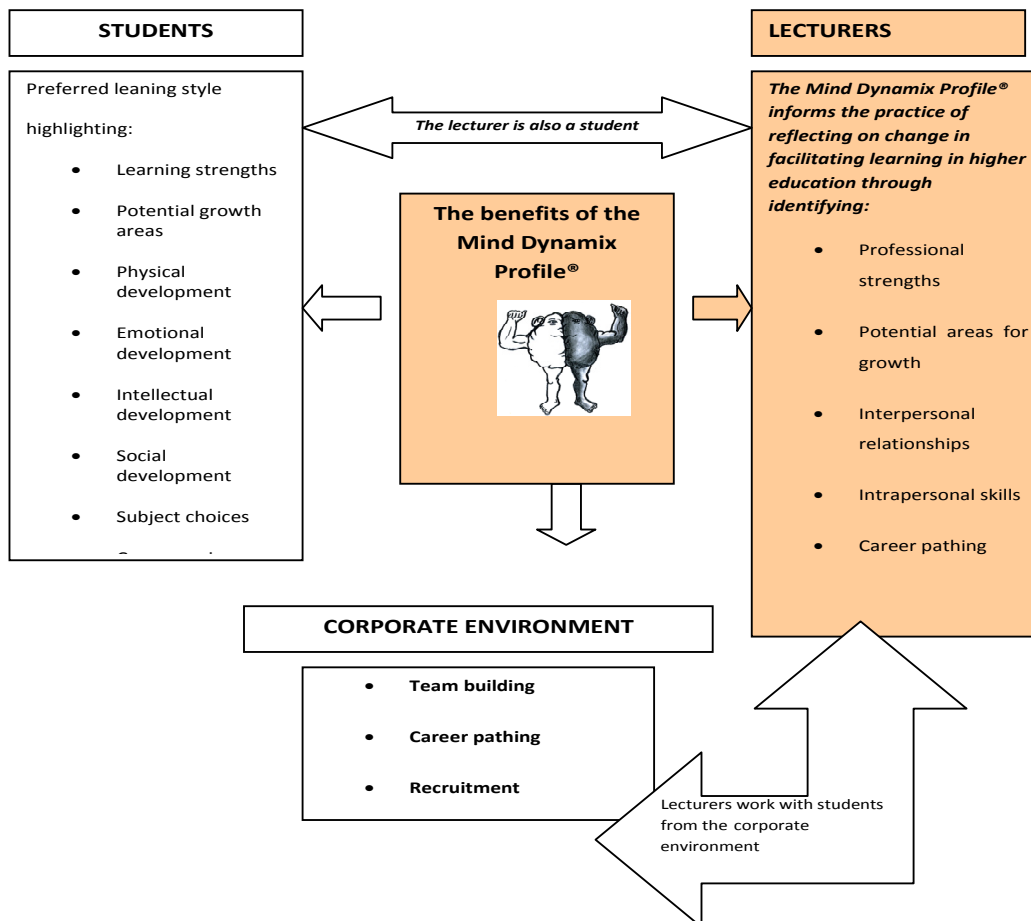 STUDENTS
Preferred leaning style
highlighting:
• Learning strengths
• Potential growth
areas
• Physical
development
• Emotional
development
• Intellectual
development
• Social
development
• Subject choices
The lecturer is also a student
The benefits of the
Mind Dynamix
Profile®
LECTURERS
The Mind Dynamix Profile®
informs the practice of
reflecting on change in
facilitating learning in higher
education through
identifying:
• Professional
strengths
• Potential areas for
growth
• Interpersonal
relationships
• Intrapersonal skills
• Career pathing
CORPORATE ENVIRONMENT
• Team building
• Career pathing
• Recruitment
Lecturers work with students
from the corporate
environment